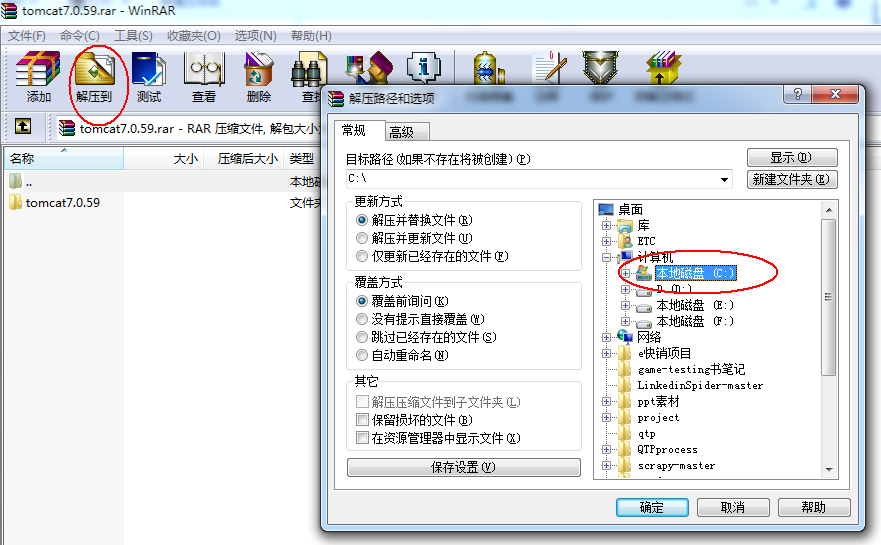 tomcat7.0.59.rar - WinRAR
文件(F) 命令(C) 工具(S) 收藏夹(O) 选项(N) 帮助(H)
添加 解压到 测试 查看 删除
tomcat7.0.59.rar - RAR 压缩文件, 解包大小
名称 大小 压缩后大小 类型
..
tomcat7.0.59 文件夹
解压路径和选项
常规 高级
目标路径(如果不存在将被创建)(P)
C:\
显示(D)
新建文件夹(E)
更新方式
解压并替换文件(R)
解压并更新文件(U)
仅更新已经存在的文件(F)
覆盖方式
覆盖前询问(K)
没有提示直接覆盖(W)
跳过已经存在的文件(S)
自动重命名(N)
其它
解压压缩文件到子文件夹(L)
保留损坏的文件(B)
在资源管理器中显示文件(X)
保存设置(V)
桌面
库
ETC
计算机
本地磁盘 (C:)
D (D:)
本地磁盘 (E:)
本地磁盘 (F:)
网络
e快销项目
game-testing书笔记
LinkedinSpider-master
ppt素材
project
qtp
QTPprocess
scrapy-master
确定 取消 帮助